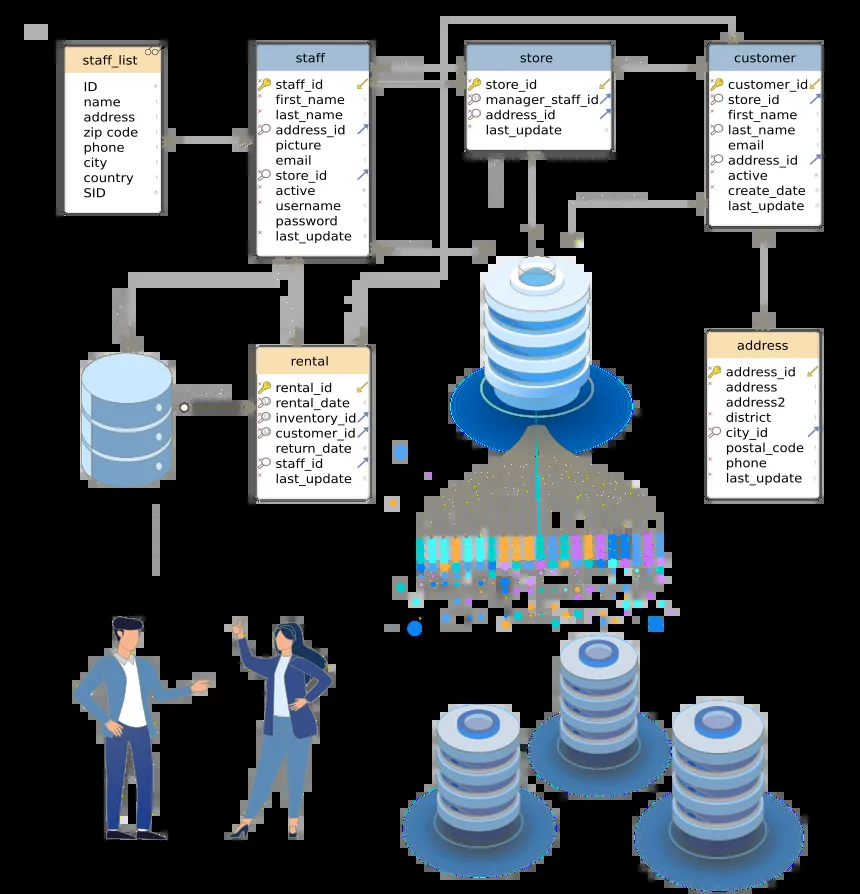 staff_list
ID
name
address
zip code
phone
city
country
SID
staff
staff_id
first_name
last_name
address_id
picture
email
store_id
active
username
password
last_update
store
store_id
manager_staff_id
address_id
last_update
customer
customer_id
store_id
first_name
last_name
email
address_id
active
create_date
last_update
rental
rental_id
rental_date
inventory_id
customer_id
return_date
staff_id
last_update
address
address_id
address
address2
district
city_id
postal_code
phone
last_update